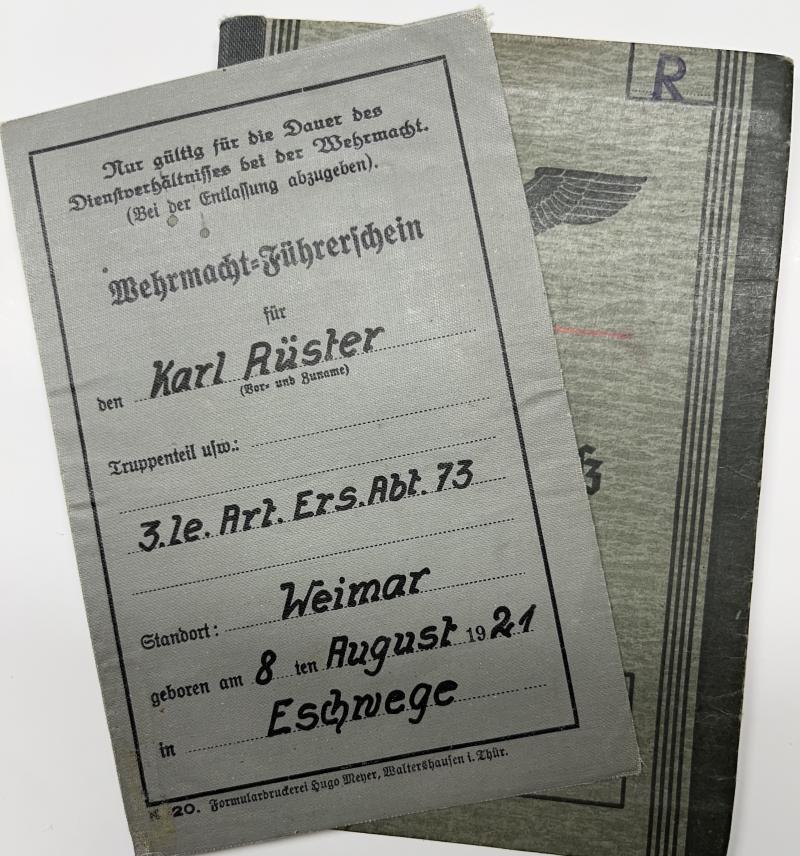 Nur gültig für die Dauer des
Dienstverhältnisses bei der Wehrmacht.
(Bei der Entlassung abzugeben).
Wehrmacht-Führerschein
für
den Karl Rüster
(Vor- und Zuname)
Truppenteil usw.:
3. le. Art. Ers. Abt. 73
Standort: Weimar
geboren am 8 ten August 1921
in Eschwege
20. Formulardruckerei Hugo Meyer, Waltershausen i. Thür.
R